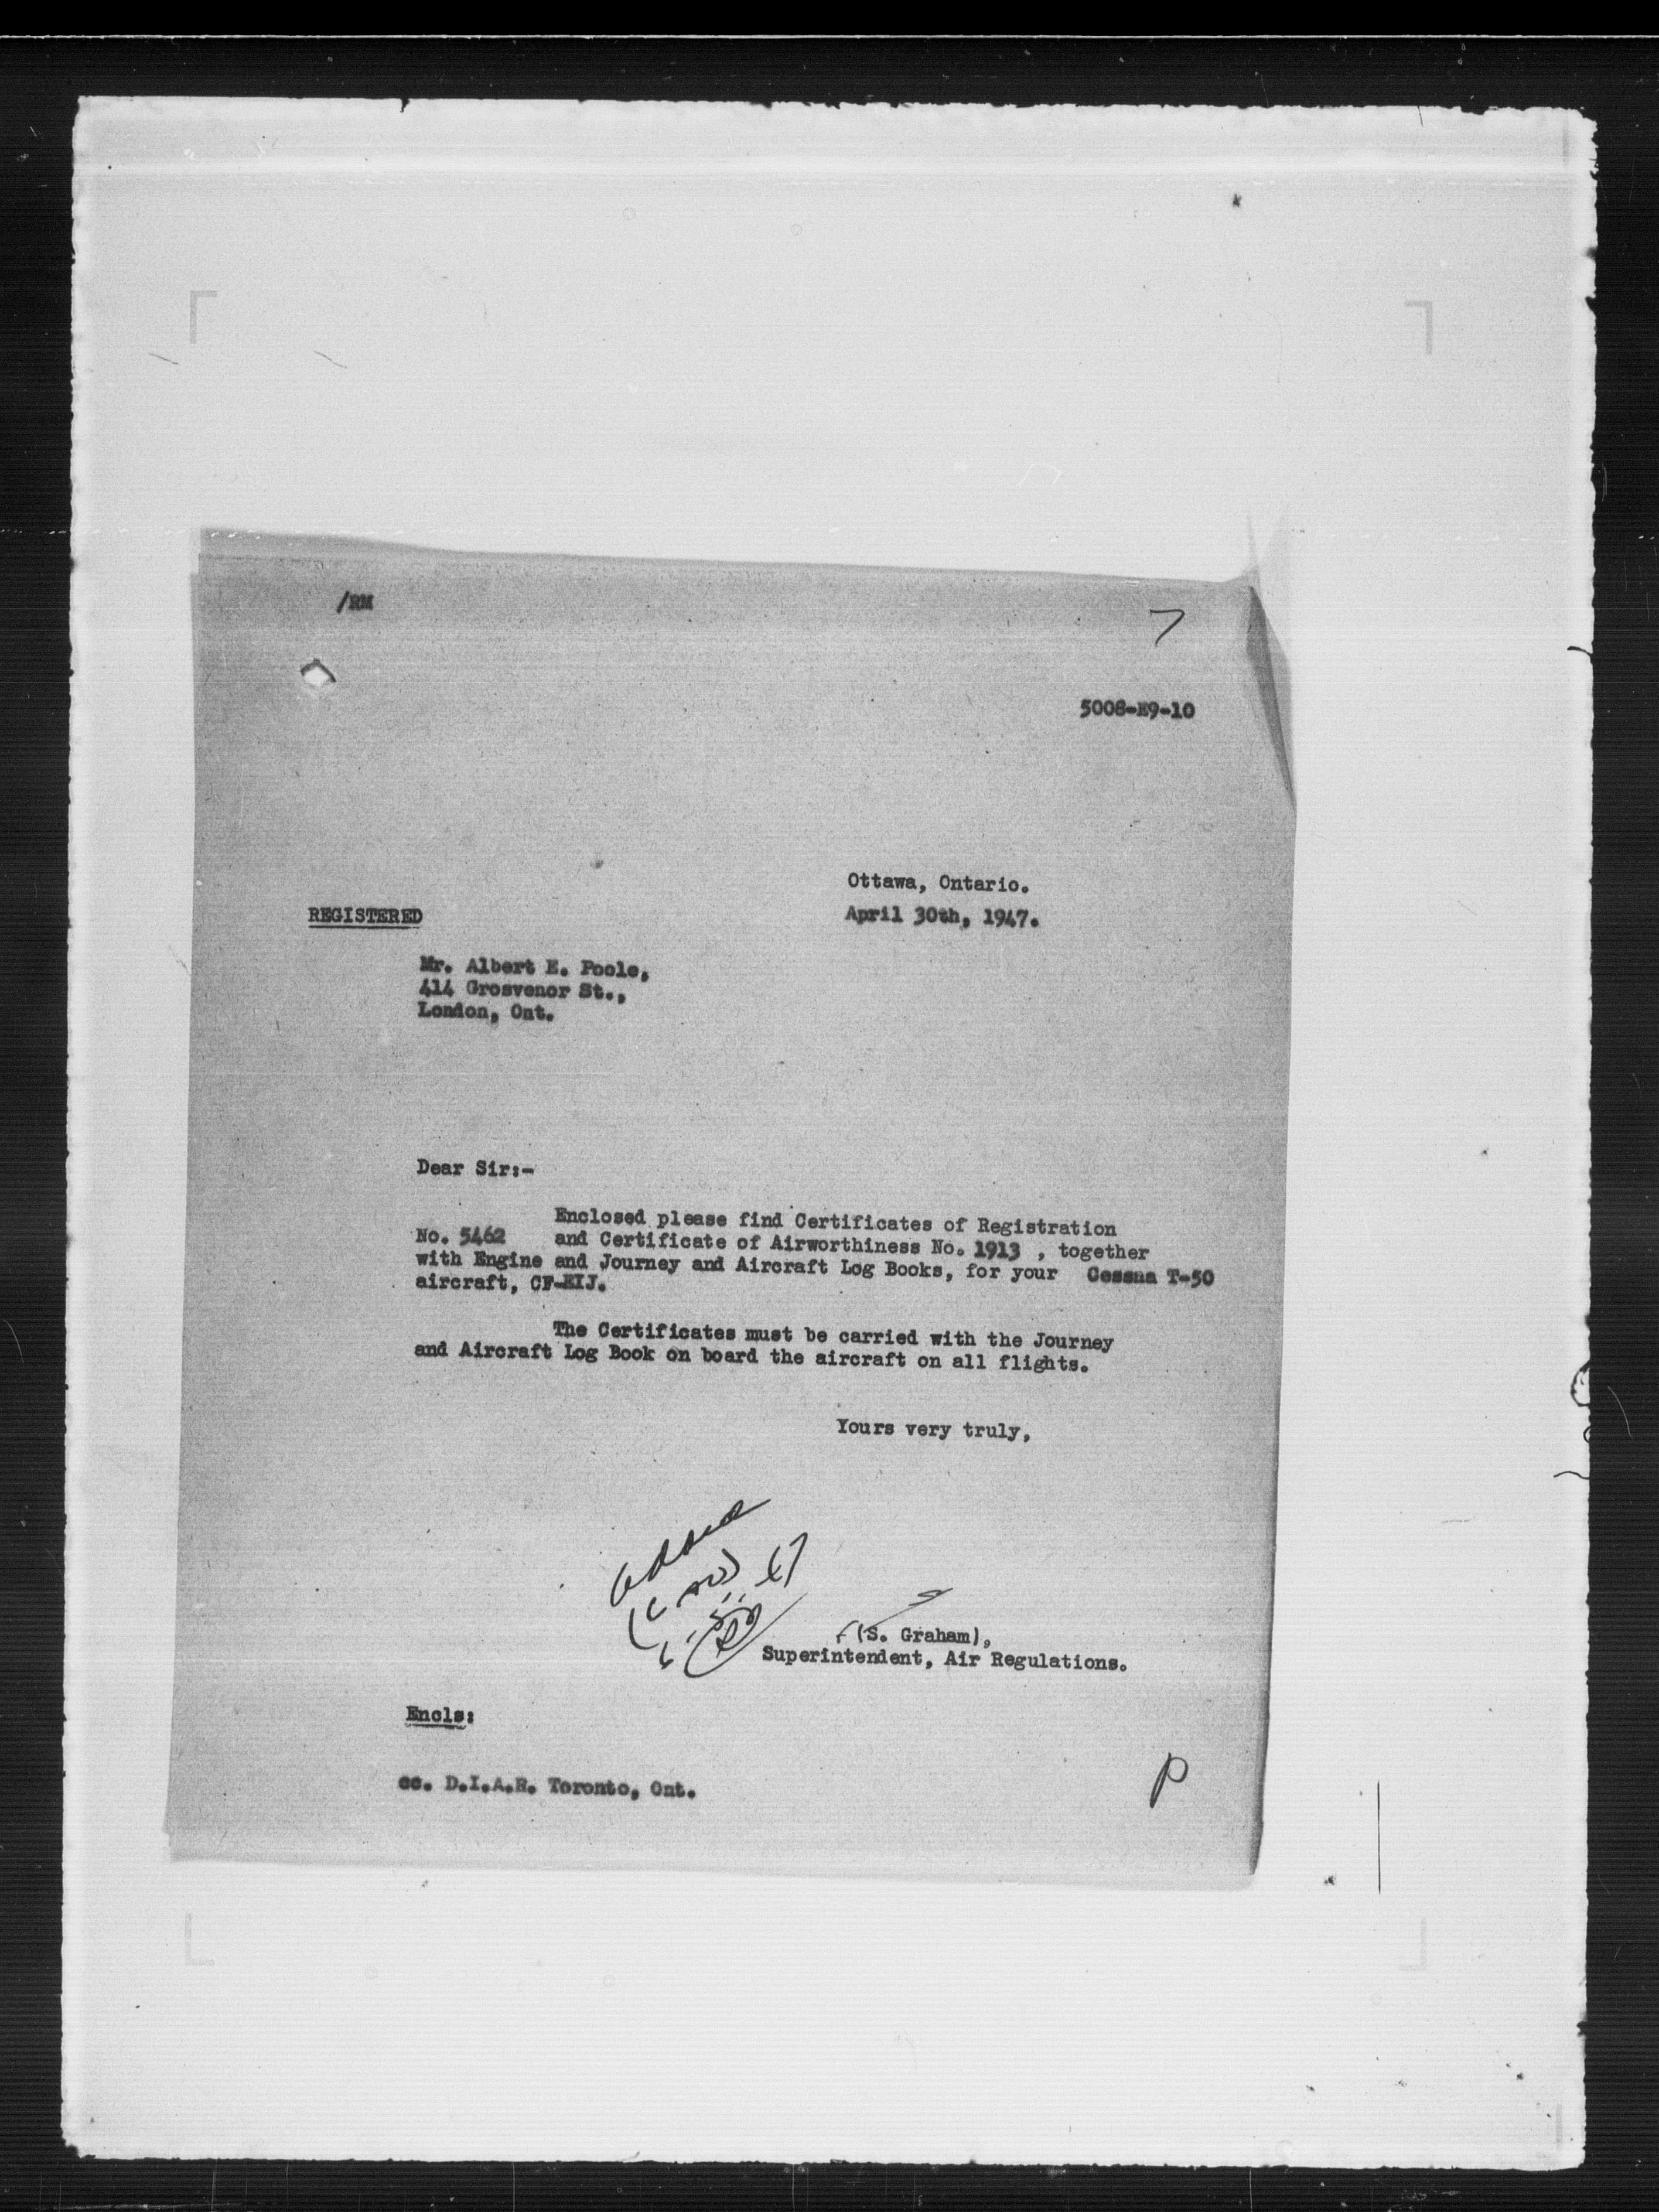 /RM
7
5008-E9-10
Ottawa, Ontario.
REGISTERED
April 30th, 1947.
Mr. Albert E. Poole,
414 Grosvenor St.,
London, Ont.
Dear Sir:-
Enclosed please find Certificates of Registration
No. 5462 and Certificate of Airworthiness No. 1913 , together
with Engine and Journey and Aircraft Log Books, for your Cessna T-50
aircraft, CF-EIJ.
The Certificates must be carried with the Journey
and Aircraft Log Book on board the aircraft on all flights.
Yours very truly,
(S. Graham),
Superintendent, Air Regulations.
Encls:
cc. D.I.A.R. Toronto, Ont.
P